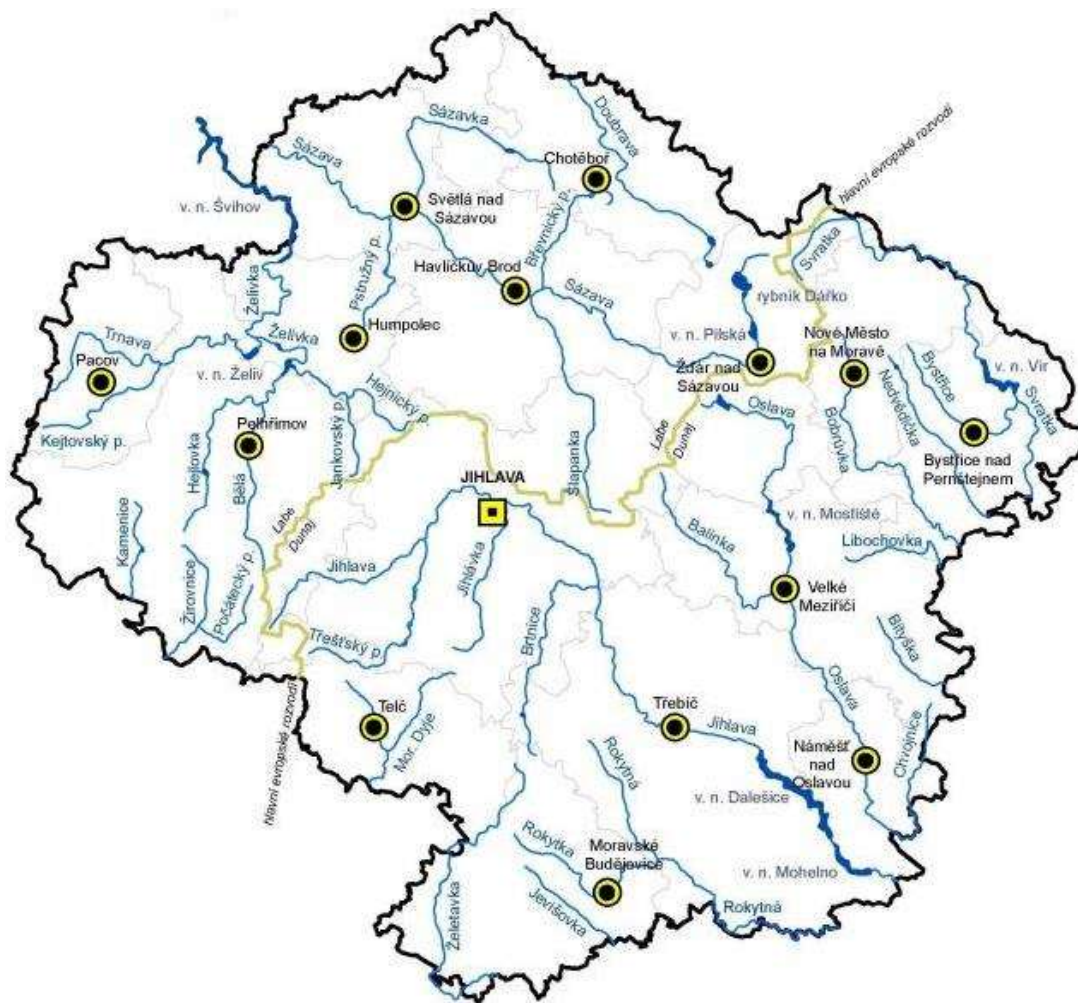 Sázavka
Doubrava
hlavní evropské rozvodí
Sázava
Chotěboř
v. n. Švihov
Světlá nad
Sázavou
Břevnický p.
Svratka
Pstružný p.
Havlíčkův Brod
Želivka
Sázava
rybník Dářko
Humpolec
Želivka
Trnava
v. n. Pilská
Nové Město
na Moravě
Pacov
v. n. Želiv
Žďár nad
Sázavou
Bystřice
v. n. Vír
Hejnický p.
Oslava
Nedvědička
Svratka
Kejtovský p.
Pelhřimov
Jankovský p.
Labe
Dunaj
Bobrůvka
Hejlovka
Bělá
Bystřice nad
Pernštejnem
JIHLAVA
Šlapanka
Kamenice
Labe
Dunaj
v. n. Mostiště
Balinka
Libochovka
Jihlava
Jihlávka
Žirovnice
Počátecký p.
Velké
Meziříčí
Třešťský p.
Brtnice
Bítýška
Oslava
hlavní evropské rozvodí
Telč
Mor. Dyje
Třebíč
Jihlava
Chvojnice
Rokytná
Náměšť
nad
Oslavou
v. n. Dalešice
Rokytka
Moravské
Budějovice
v. n. Mohelno
Želetavka
Jevišovka
Rokytná